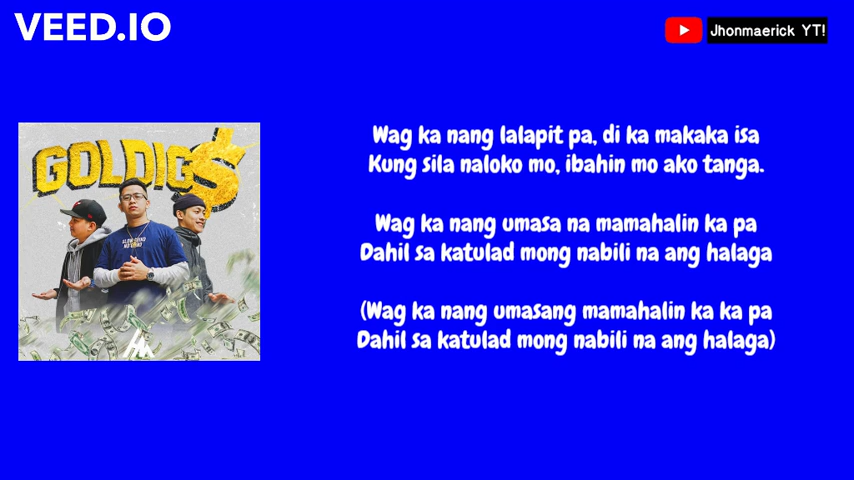 VEED.IO
Jhonmaerick YT!
GOLDIG$
Wag ka nang lalapit pa, di ka makaka isa
Kung sila naloko mo, ibahin mo ako tanga.
Wag ka nang umasa na mamahalin ka pa
Dahil sa katulad mong nabili na ang halaga
(Wag ka nang umasang mamahalin ka ka pa
Dahil sa katulad mong nabili na ang halaga)